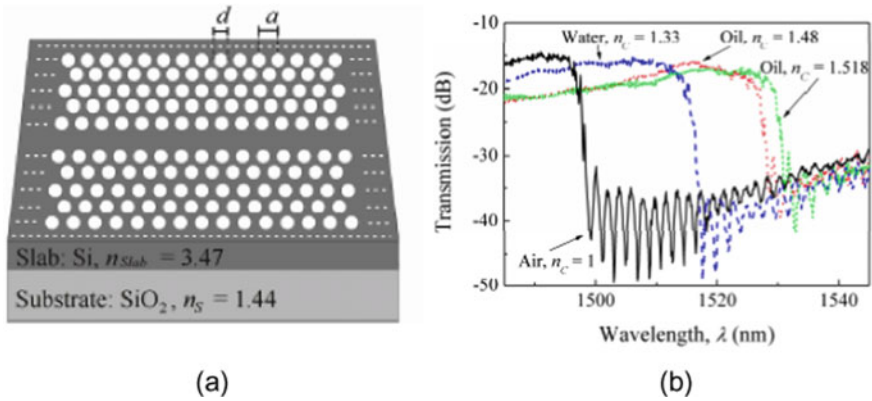 d a
Slab: Si, nSlab = 3.47
Substrate: SiO2, nS = 1.44
(a)
-10
-20
-30
-40
-50
Transmission (dB)
Water, nC = 1.33
Oil, nC = 1.48
Oil, nC = 1.518
Air, nC = 1
1500 1520 1540
Wavelength, λ (nm)
(b)